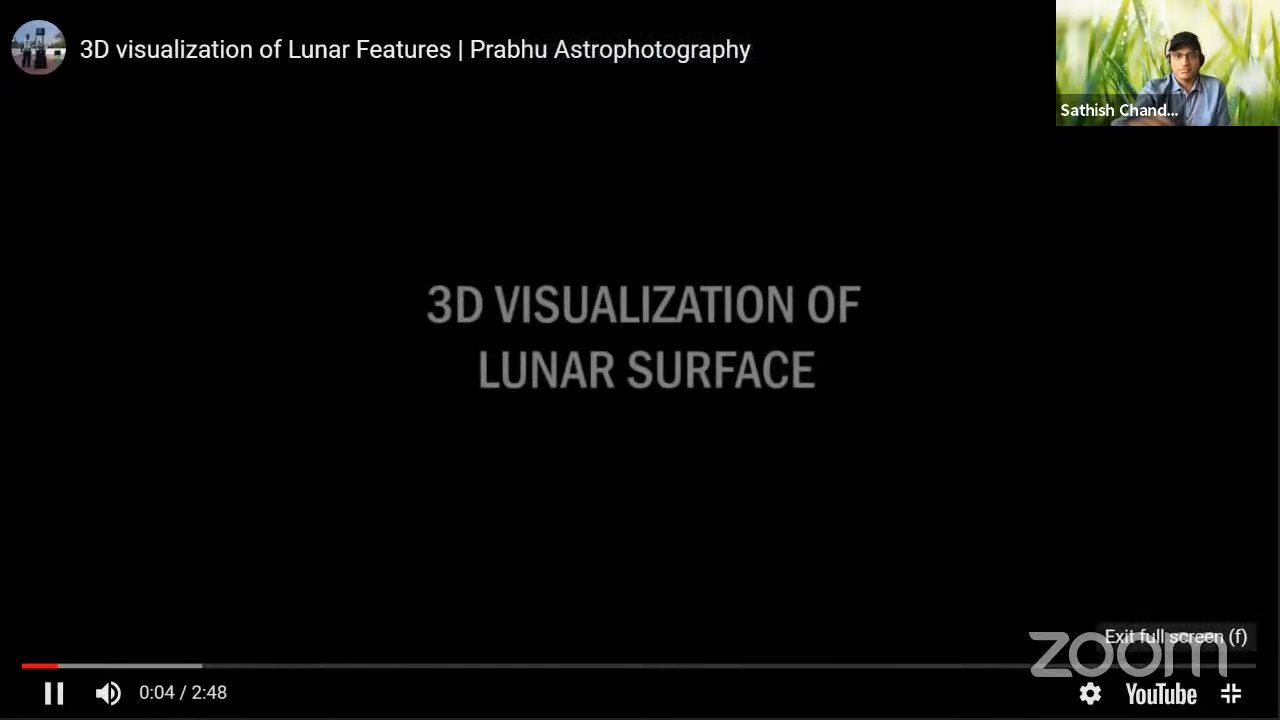 3D visualization of Lunar Features | Prabhu Astrophotography
Sathish Chand...
3D VISUALIZATION OF
LUNAR SURFACE
Exit full screen (f)
zoom
0:04 / 2:48
YouTube